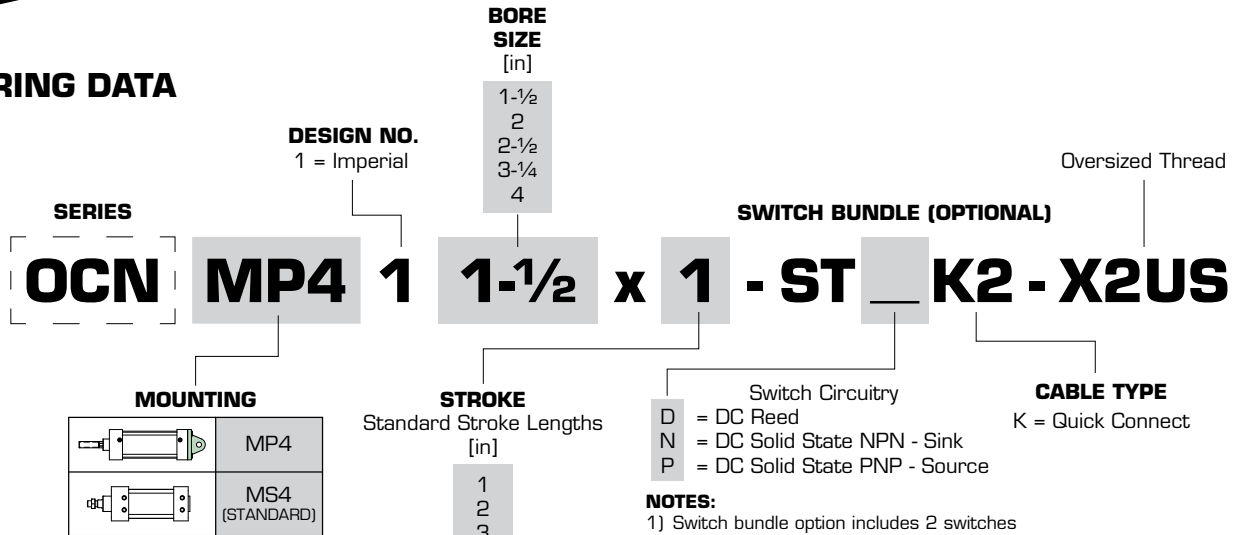 RING DATA
BORE
SIZE
[in]
1-½
2
2-½
3-¼
4
DESIGN NO.
1 = Imperial
Oversized Thread
SERIES
SWITCH BUNDLE (OPTIONAL)
OCN MP4 1 1-½ x 1 - ST _ K2 - X2US
MOUNTING
MP4
MS4
(STANDARD)
STROKE
Standard Stroke Lengths
[in]
1
2
3
Switch Circuitry
D = DC Reed
N = DC Solid State NPN - Sink
P = DC Solid State PNP - Source
CABLE TYPE
K = Quick Connect
NOTES:
1) Switch bundle option includes 2 switches